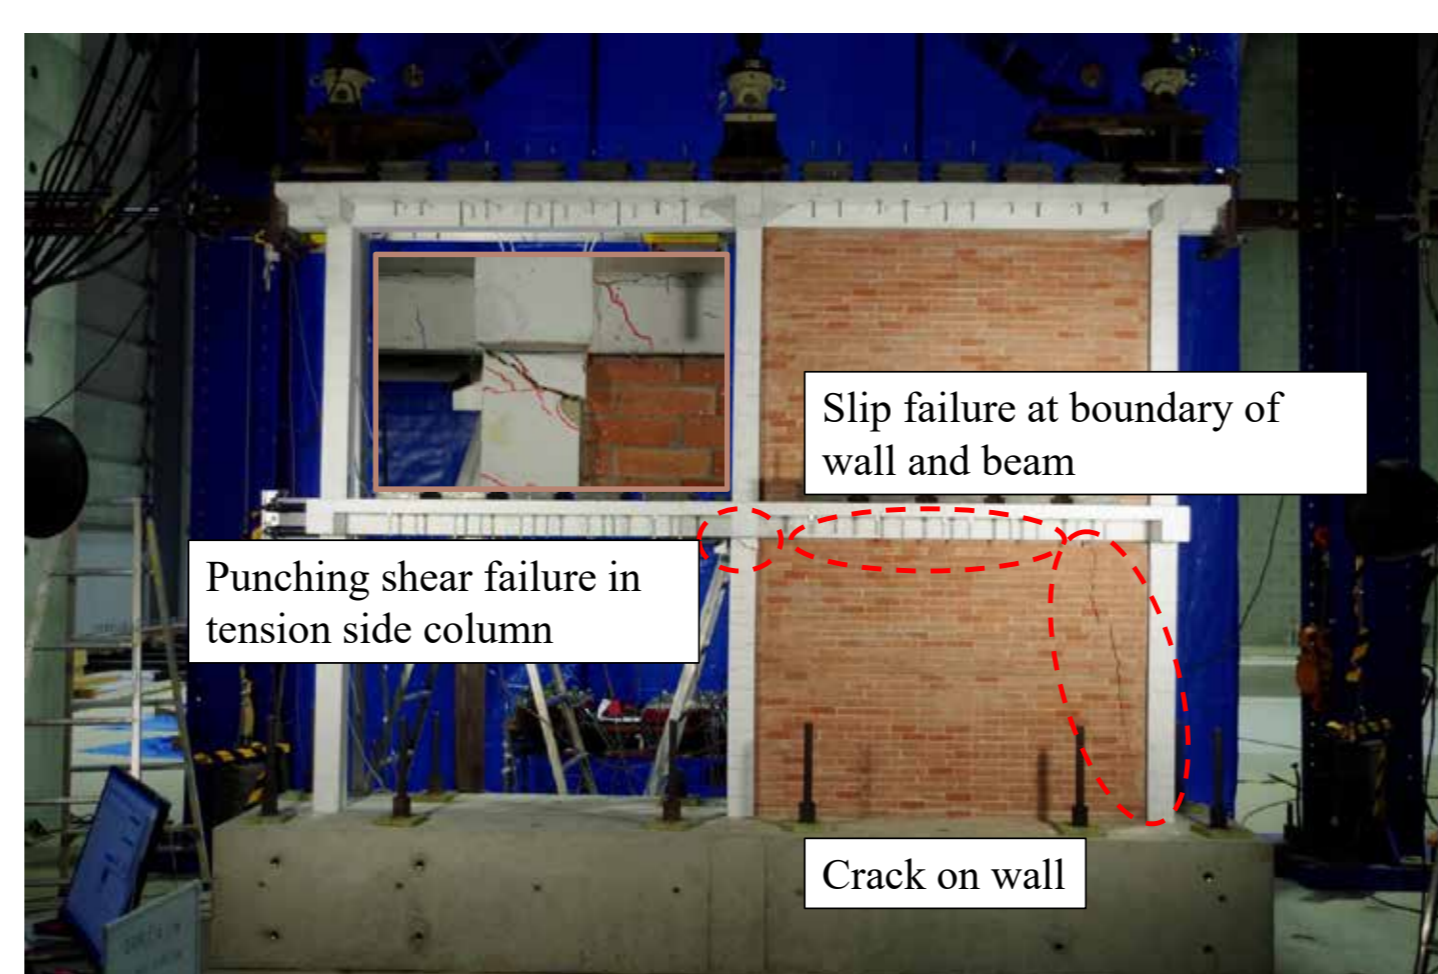 Slip failure at boundary of
wall and beam
Punching shear failure in
tension side column
Crack on wall